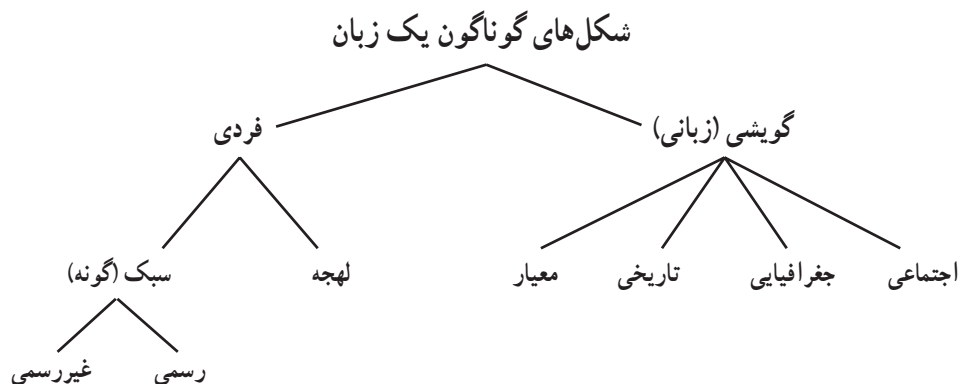 شکل‌های گوناگون یک زبان
گویشی (زبانی)
فردی
اجتماعی
جغرافیایی
تاریخی
معیار
لهجه
سبک (گونه)
رسمی
غیررسمی